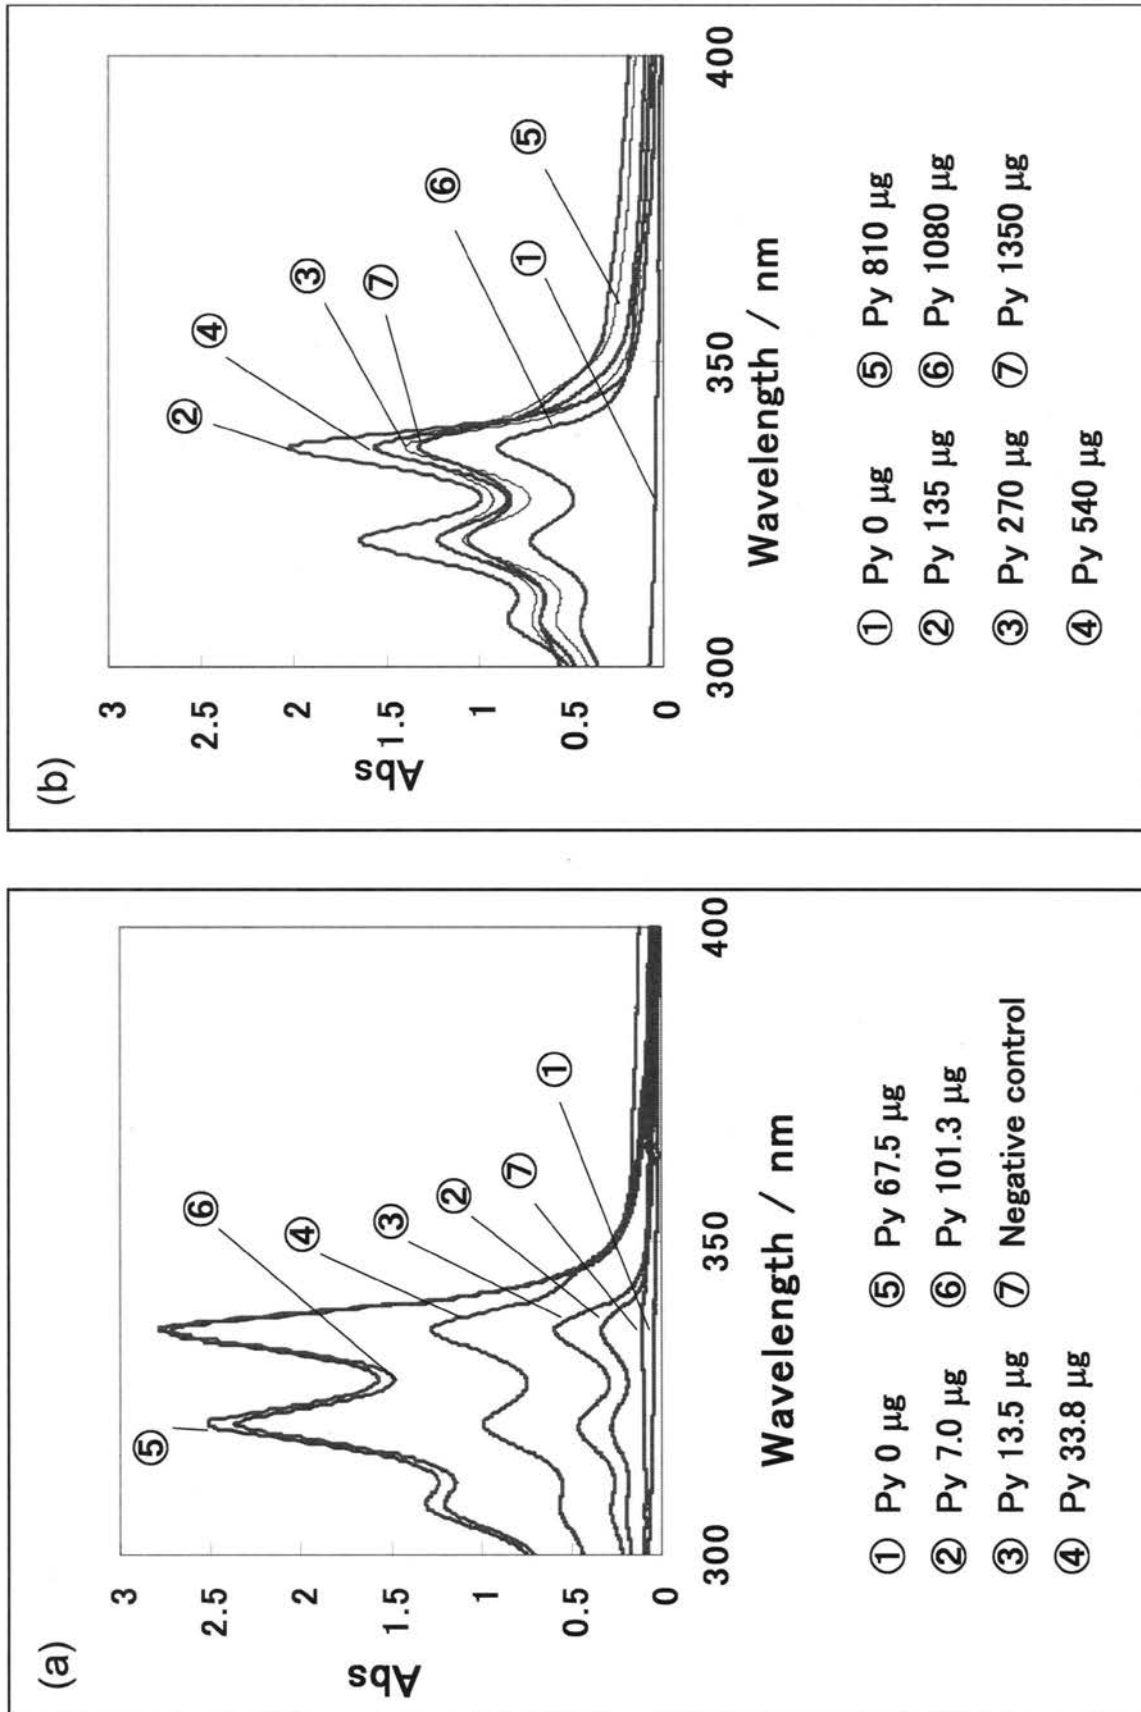 (a)
Abs
3
2.5
2
1.5
1
0.5
0
⑤
⑥
④
③
②
⑦
①
300
350
400
Wavelength / nm
① Py 0 µg ⑤ Py 67.5 µg
② Py 7.0 µg ⑥ Py 101.3 µg
③ Py 13.5 µg ⑦ Negative control
④ Py 33.8 µg
(b)
Abs
3
2.5
2
1.5
1
0.5
0
②
④
③
⑦
⑥
⑤
①
300
350
400
Wavelength / nm
① Py 0 µg ⑤ Py 810 µg
② Py 135 µg ⑥ Py 1080 µg
③ Py 270 µg ⑦ Py 1350 µg
④ Py 540 µg